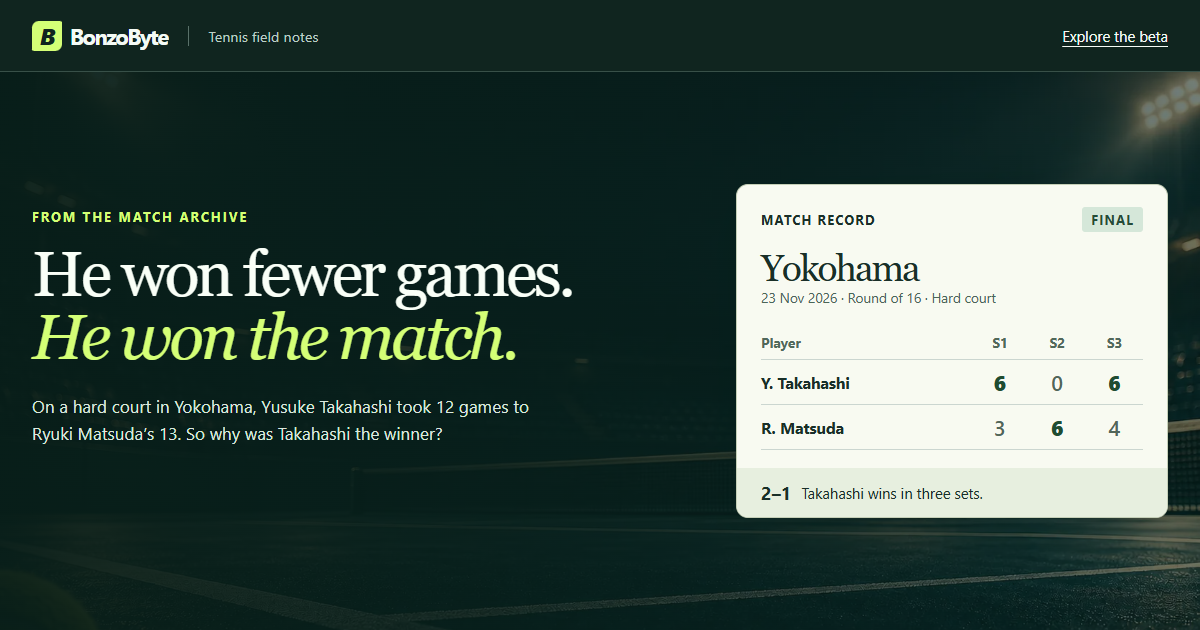 B BonzoByte
Tennis field notes
Explore the beta
FROM THE MATCH ARCHIVE
He won fewer games.
He won the match.
On a hard court in Yokohama, Yusuke Takahashi took 12 games to
Ryuki Matsuda's 13. So why was Takahashi the winner?
MATCH RECORD
FINAL
Yokohama
23 Nov 2026 · Round of 16 · Hard court
Player S1 S2 S3
Y. Takahashi 6 0 6
R. Matsuda 3 6 4
2–1 Takahashi wins in three sets.